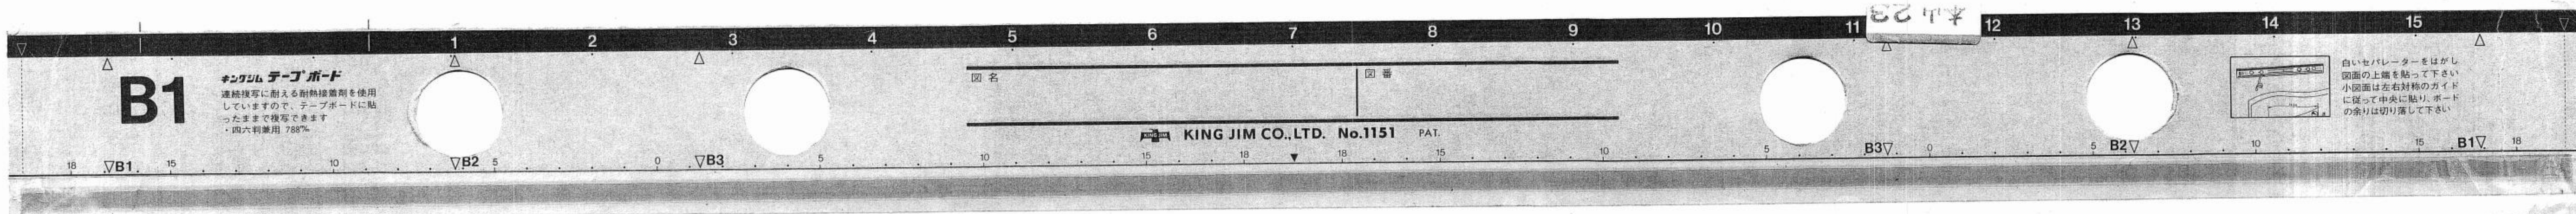 1 2 3 4 5 6 7 8 9 10 11 12 13 14 15
本山 23
B1
キングジム テープボード
連続複写に耐える耐熱接着剤を使用
していますので、テープボードに貼
ったままで複写できます
・四六判兼用 788%
図名
図番
KING JIM
KING JIM CO.,LTD. No.1151 PAT.
白いセパレーターをはがし
図面の上端を貼って下さい
小図面は左右対称のガイド
に従って中央に貼り、ボード
の余りは切り落して下さい
18 ▽B1 15 10 ▽B2 5 0 ▽B3 5 10 15 18 ▼ 18 15 10 5 B3▽ 0 5 B2▽ 10 15 B1▽ 18